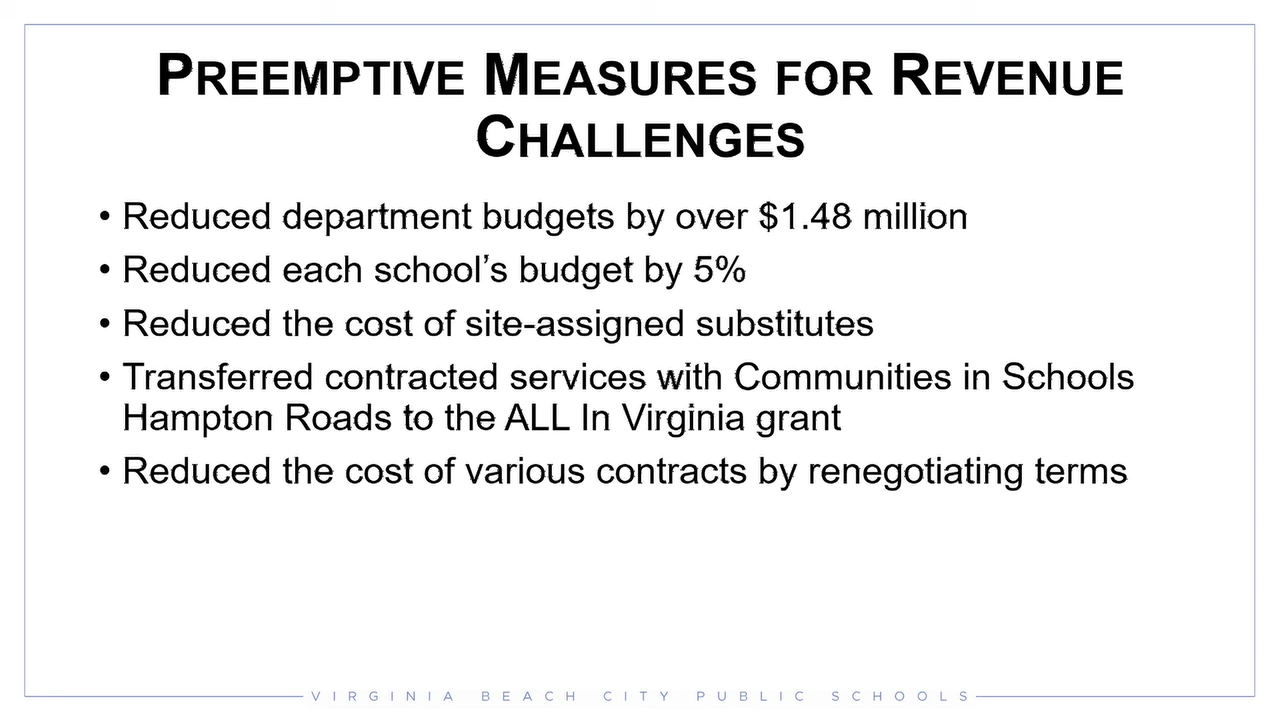 PREEMPTIVE MEASURES FOR REVENUE
CHALLENGES
• Reduced department budgets by over $1.48 million
• Reduced each school’s budget by 5%
• Reduced the cost of site-assigned substitutes
• Transferred contracted services with Communities in Schools
Hampton Roads to the ALL In Virginia grant
• Reduced the cost of various contracts by renegotiating terms
VIRGINIA BEACH CITY PUBLIC SCHOOLS